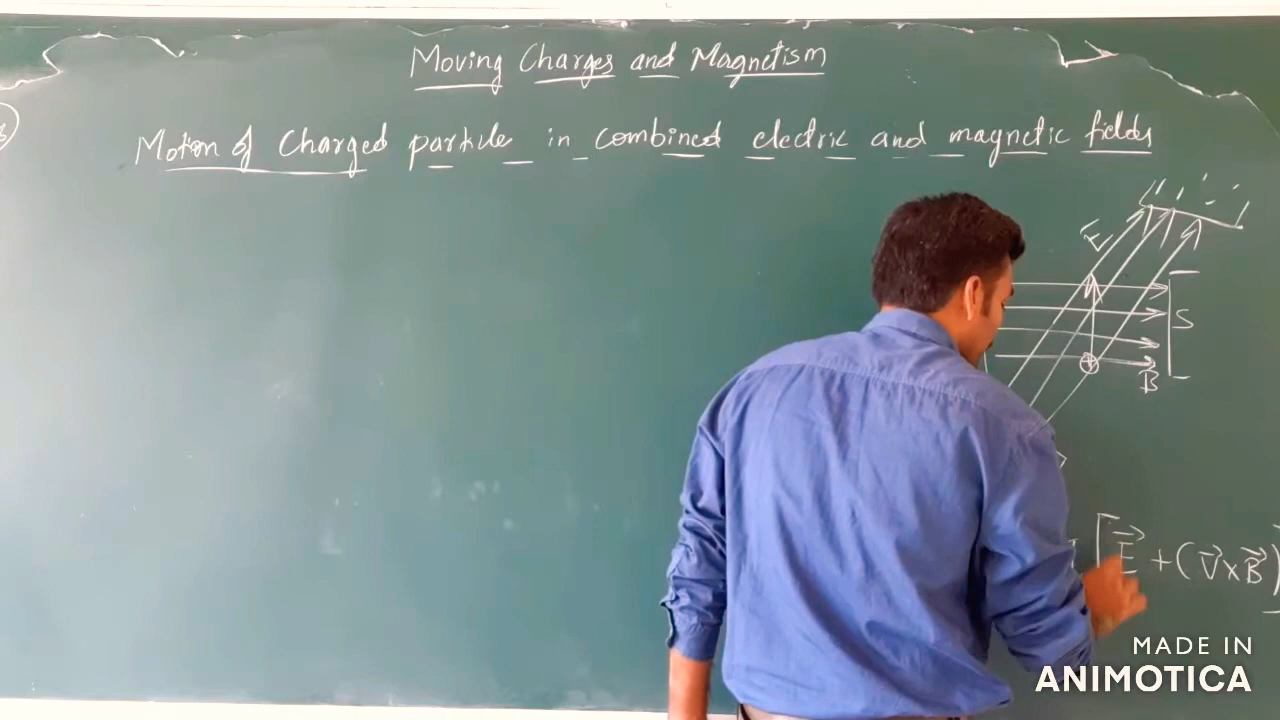 Moving Charges and Magnetism
Motion of Charged particle in combined electric and magnetic fields
E
S
B
[E⃗ + (V⃗ × B⃗)
MADE IN
ANIMOTICA